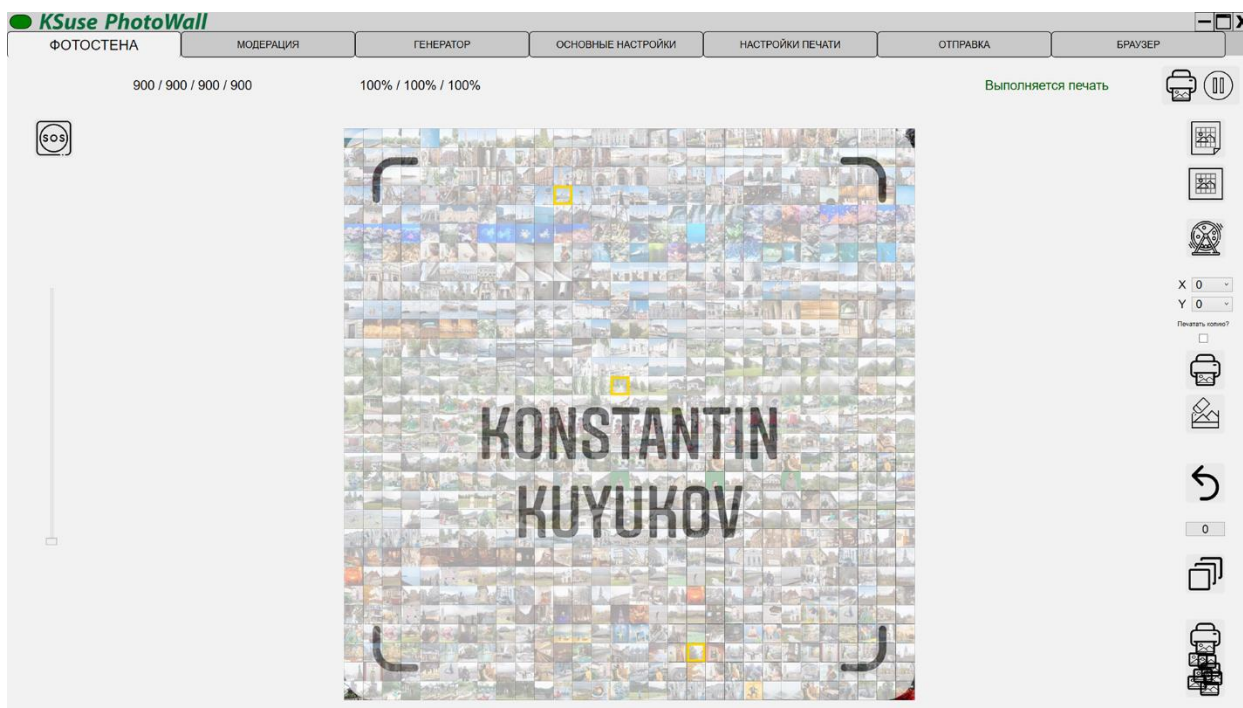 KSuse PhotoWall
ФОТОСТЕНА МОДЕРАЦИЯ ГЕНЕРАТОР ОСНОВНЫЕ НАСТРОЙКИ НАСТРОЙКИ ПЕЧАТИ ОТПРАВКА БРАУЗЕР
900 / 900 / 900 / 900 100% / 100% / 100% Выполняется печать
SOS
X 0
Y 0
Печатать копию?
KONSTANTIN
KUYUKOV
0